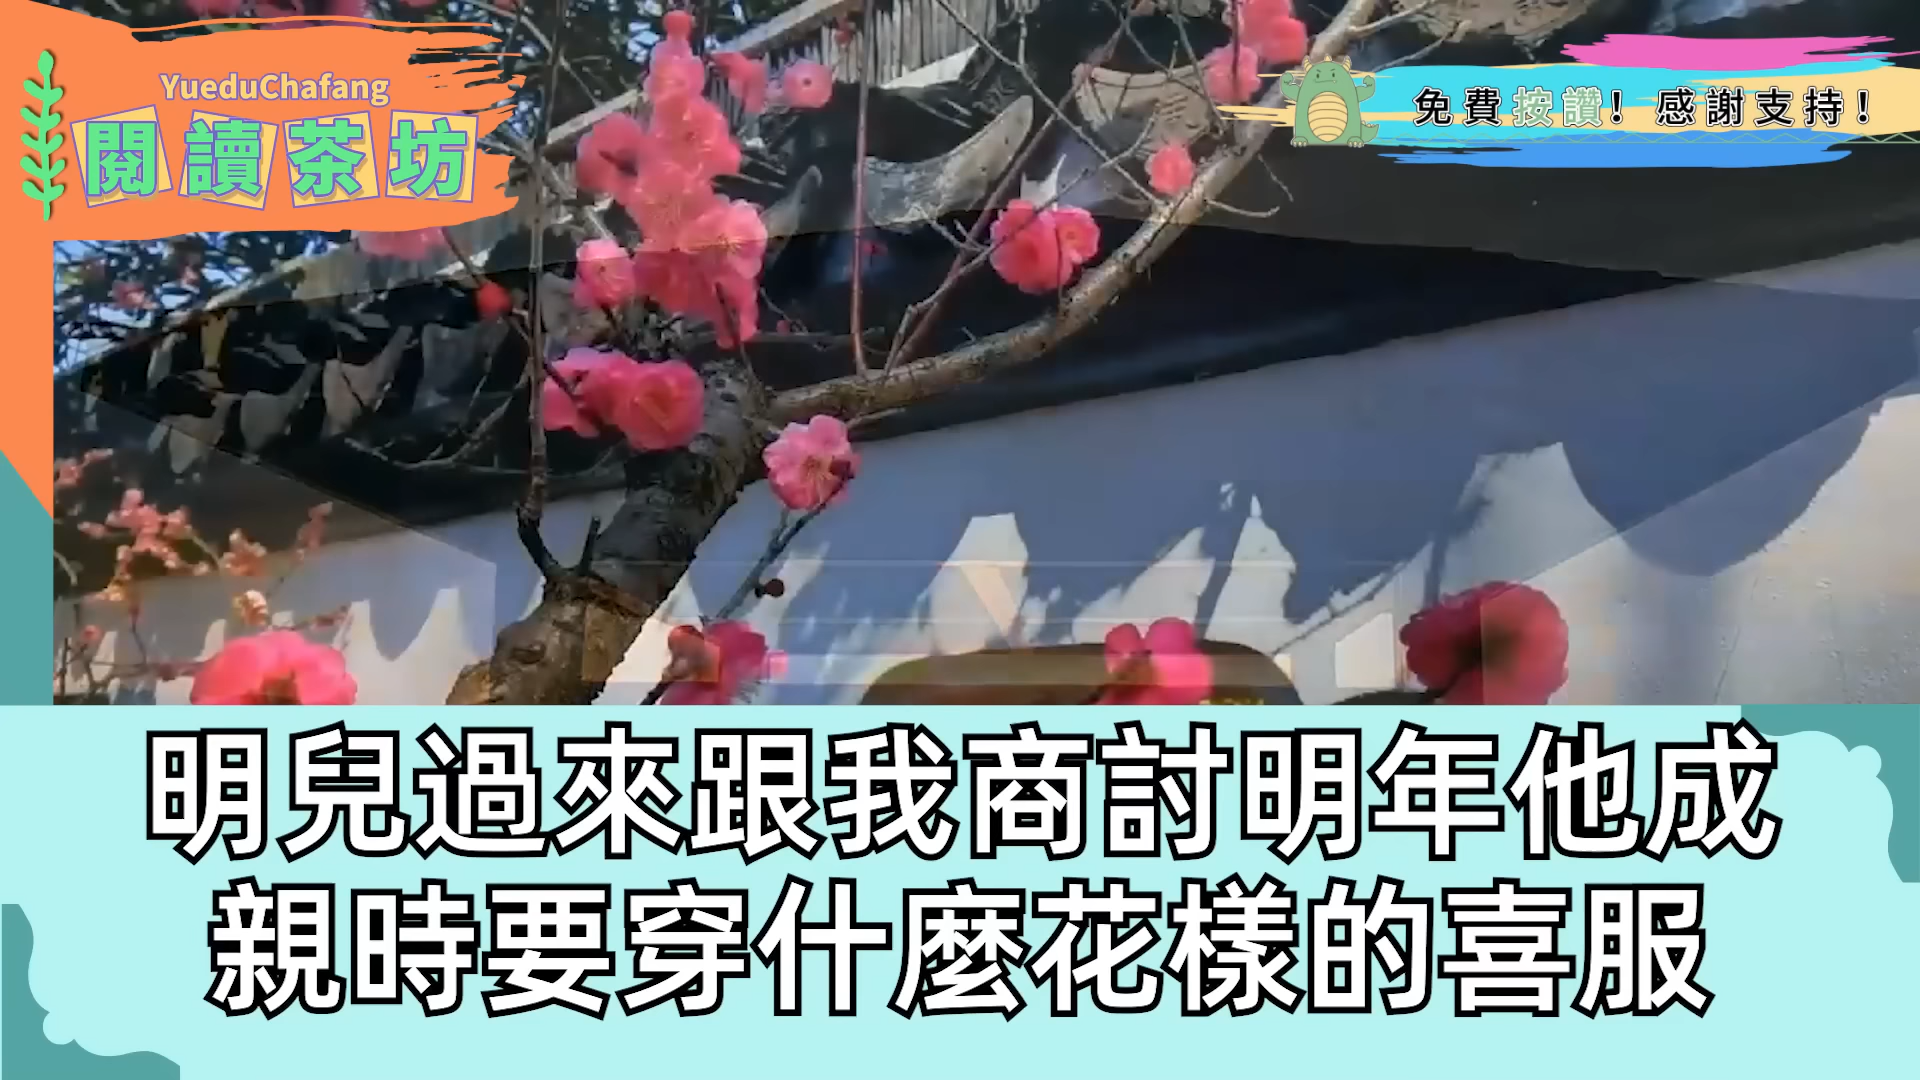 YueduChafang
閱讀茶坊
免費按讚！感謝支持！
明兒過來跟我商討明年他成
親時要穿什麼花樣的喜服